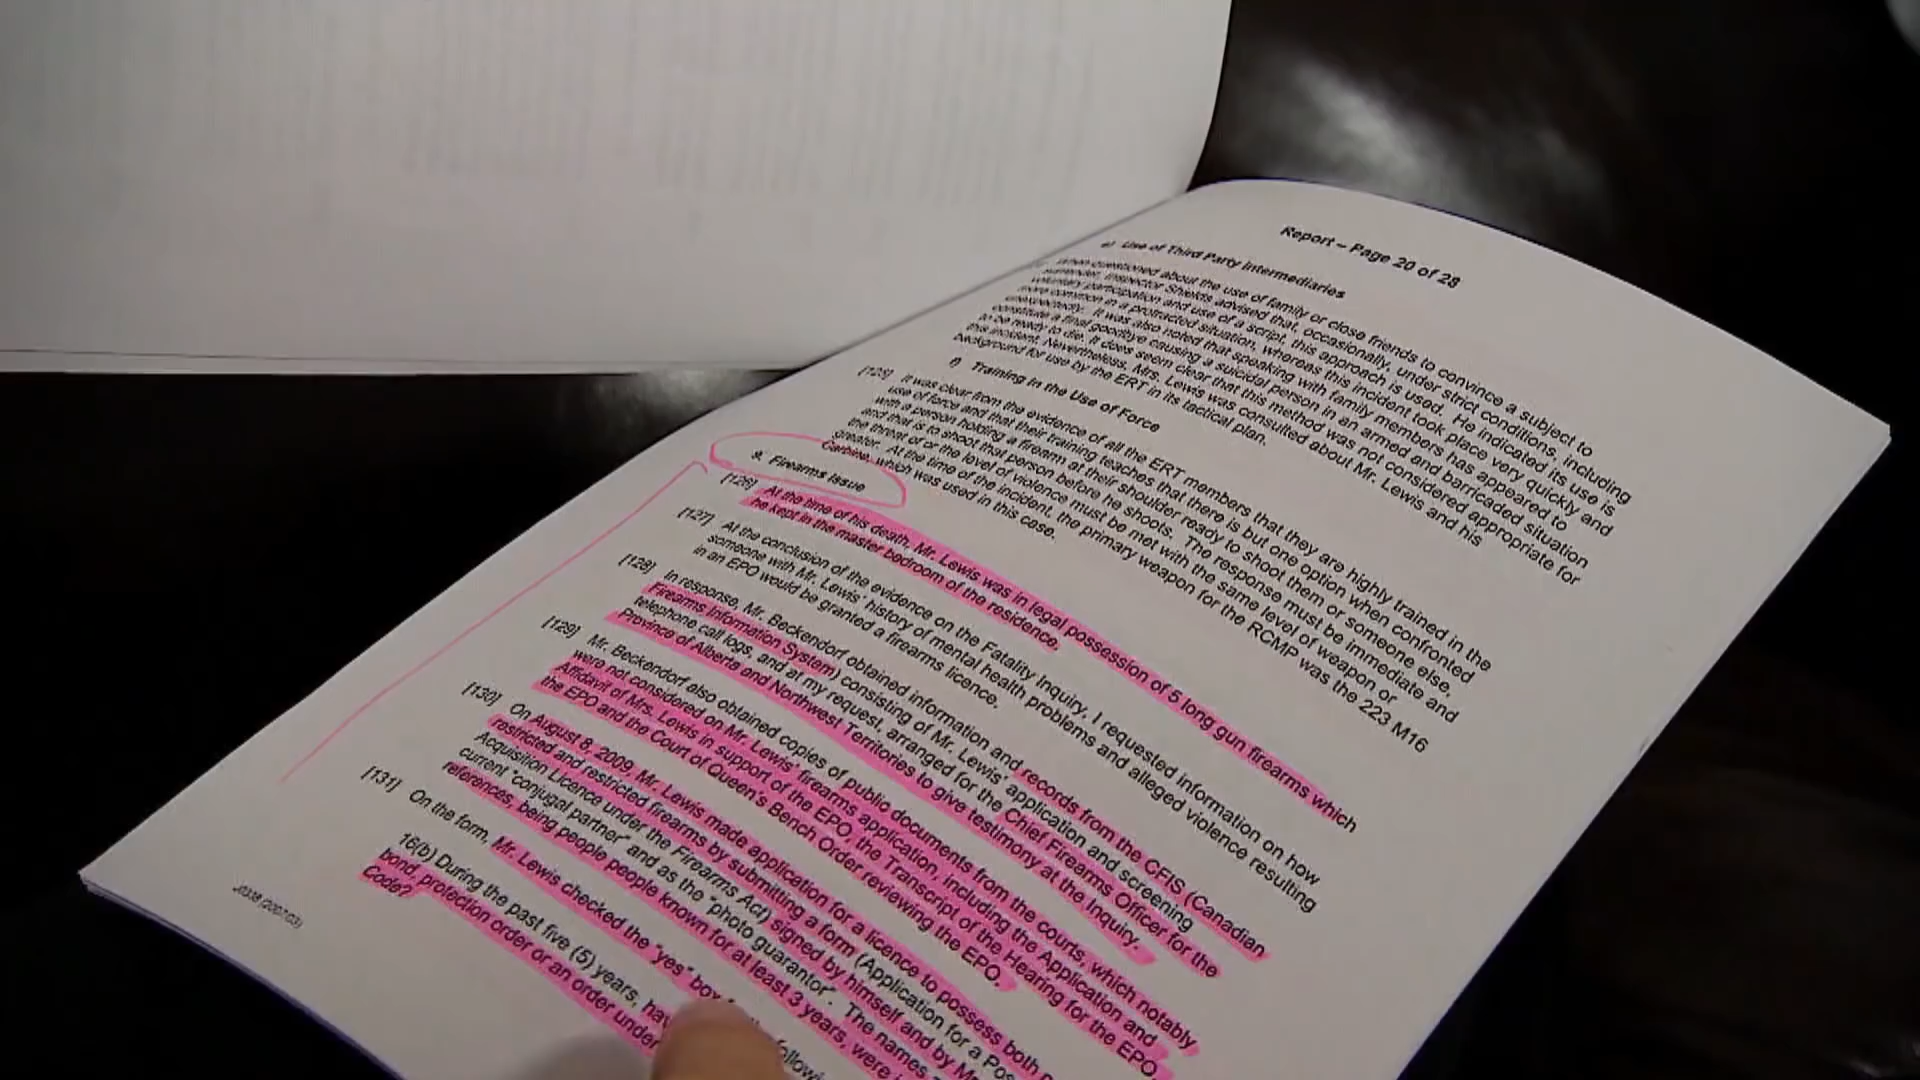 Report – Page 20 of 28
e) Use of Third Party Intermediaries
When questioned about the use of family or close friends to convince a subject to
surrender, Inspector Shields advised that, occasionally, under strict conditions, including
voluntary participation and use of a script, this approach is used. He indicated its use is
more common in a protracted situation, whereas this incident took place very quickly and
unexpectedly. It was also noted that speaking with family members has appeared to
constitute a final goodbye causing a suicidal person in an armed and barricaded situation
to be ready to die. It does seem clear that this method was not considered appropriate for
this incident. Nevertheless, Mrs. Lewis was consulted about Mr. Lewis and his
background for use by the ERT in its tactical plan.
f) Training in the Use of Force
[125] It was clear from the evidence of all the ERT members that they are highly trained in the
use of force and that their training teaches that there is but one option when confronted
with a person holding a firearm at their shoulder ready to shoot them or someone else,
and that is to shoot that person before he shoots. The response must be immediate and
the threat of or the level of violence must be met with the same level of weapon or
greater. At the time of the incident, the primary weapon for the RCMP was the 223 M16
Carbine, which was used in this case.
9. Firearms Issue
[126] At the time of his death, Mr. Lewis was in legal possession of 5 long gun firearms which
he kept in the master bedroom of the residence.
[127] At the conclusion of the evidence on the Fatality Inquiry, I requested information on how
someone with Mr. Lewis' history of mental health problems and alleged violence resulting
in an EPO would be granted a firearms licence.
[128] In response, Mr. Beckendorf obtained information and records from the CFIS (Canadian
Firearms Information System) consisting of Mr. Lewis' application and screening
telephone call logs, and at my request, arranged for the Chief Firearms Officer for the
Province of Alberta and Northwest Territories to give testimony at the Inquiry.
[129] Mr. Beckendorf also obtained copies of public documents from the courts, which notably
were not considered on Mr. Lewis' firearms application, including the Application and
Affidavit of Mrs. Lewis in support of the EPO, the Transcript of the Hearing for the EPO,
the EPO and the Court of Queen's Bench Order reviewing the EPO.
[130] On August 8, 2009, Mr. Lewis made application for a licence to possess both
restricted and restricted firearms by submitting a form (Application for a
Acquisition Licence under the Firearms Act) signed by himself and by
current "conjugal partner" and as the "photo guarantor". The names
references, being people people known for at least 3 years, were
[131] On the form, Mr. Lewis checked the "yes" box
16(b) During the past five (5) years,
bond, protection order or an order under
Code?
J0338 (2007/03)